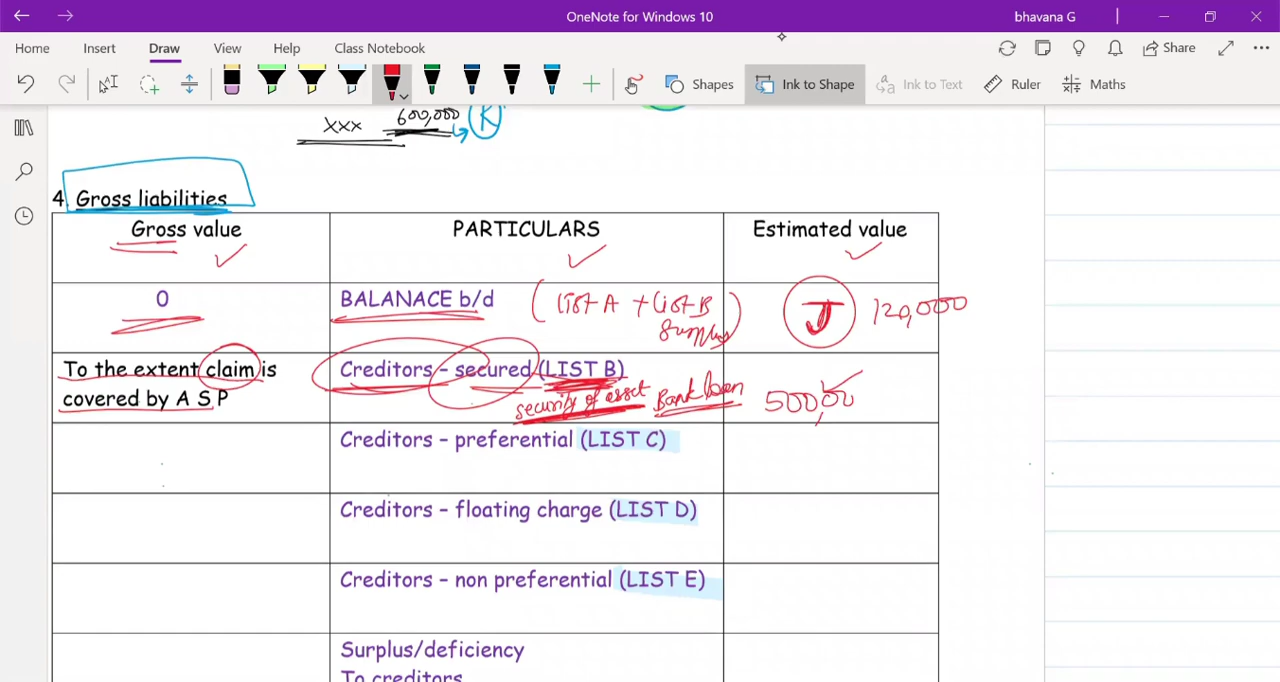 OneNote for Windows 10
bhavana G
Home Insert Draw View Help Class Notebook
Share
Shapes Ink to Shape Ink to Text Ruler Maths
xxx 600,000 K
4. Gross liabilities
Gross value PARTICULARS Estimated value
0 BALANACE b/d (list A + list B J 120,000
surplus)
To the extent claim is Creditors - secured (LIST B)
covered by A S P security of asset Bank loan 500,00
Creditors - preferential (LIST C)
Creditors - floating charge (LIST D)
Creditors - non preferential (LIST E)
Surplus/deficiency
To creditors